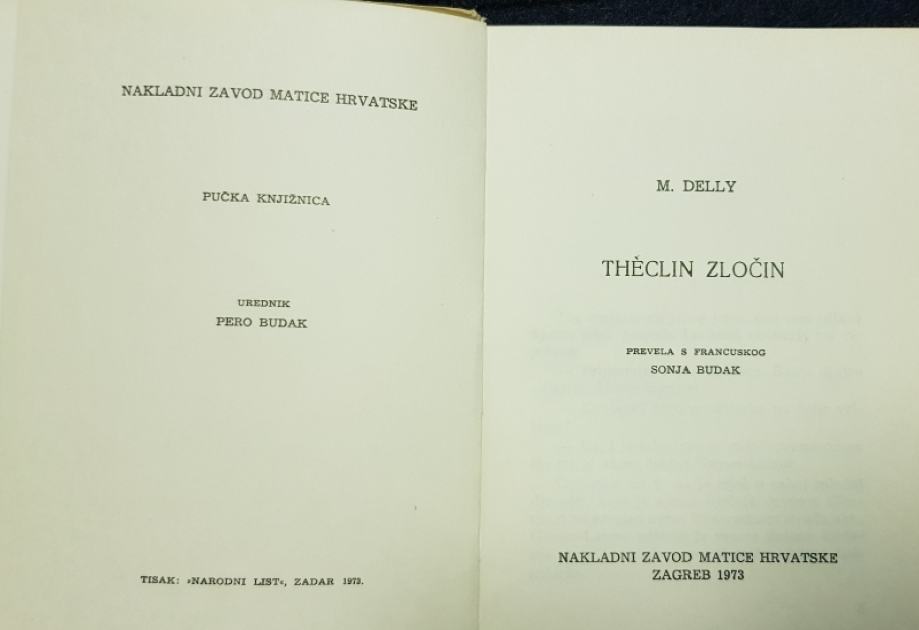 NAKLADNI ZAVOD MATICE HRVATSKE
PUČKA KNJIŽNICA
UREDNIK
PERO BUDAK
TISAK: »NARODNI LIST«, ZADAR 1973.
M. DELLY
THÈCLIN ZLOČIN
PREVELA S FRANCUSKOG
SONJA BUDAK
NAKLADNI ZAVOD MATICE HRVATSKE
ZAGREB 1973